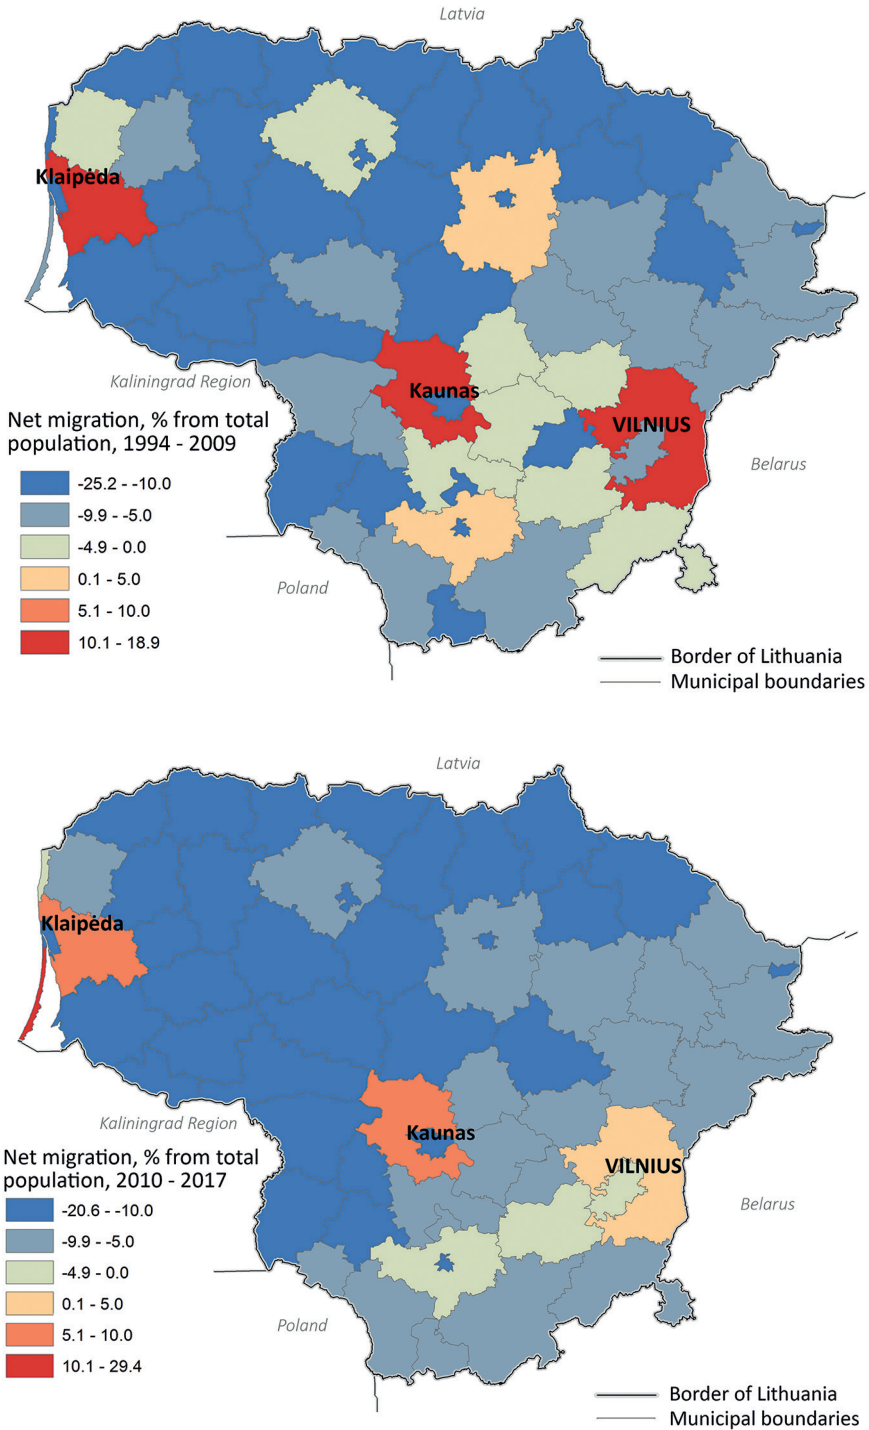 Latvia
Klaipėda
Kaunas
VILNIUS
Kaliningrad Region
Net migration, % from total
population, 1994 - 2009
-25.2 - -10.0
-9.9 - -5.0
-4.9 - 0.0
0.1 - 5.0
5.1 - 10.0
10.1 - 18.9
Belarus
Poland
Border of Lithuania
Municipal boundaries
Latvia
Klaipėda
Kaunas
VILNIUS
Kaliningrad Region
Net migration, % from total
population, 2010 - 2017
-20.6 - -10.0
-9.9 - -5.0
-4.9 - 0.0
0.1 - 5.0
5.1 - 10.0
10.1 - 29.4
Belarus
Poland
Border of Lithuania
Municipal boundaries